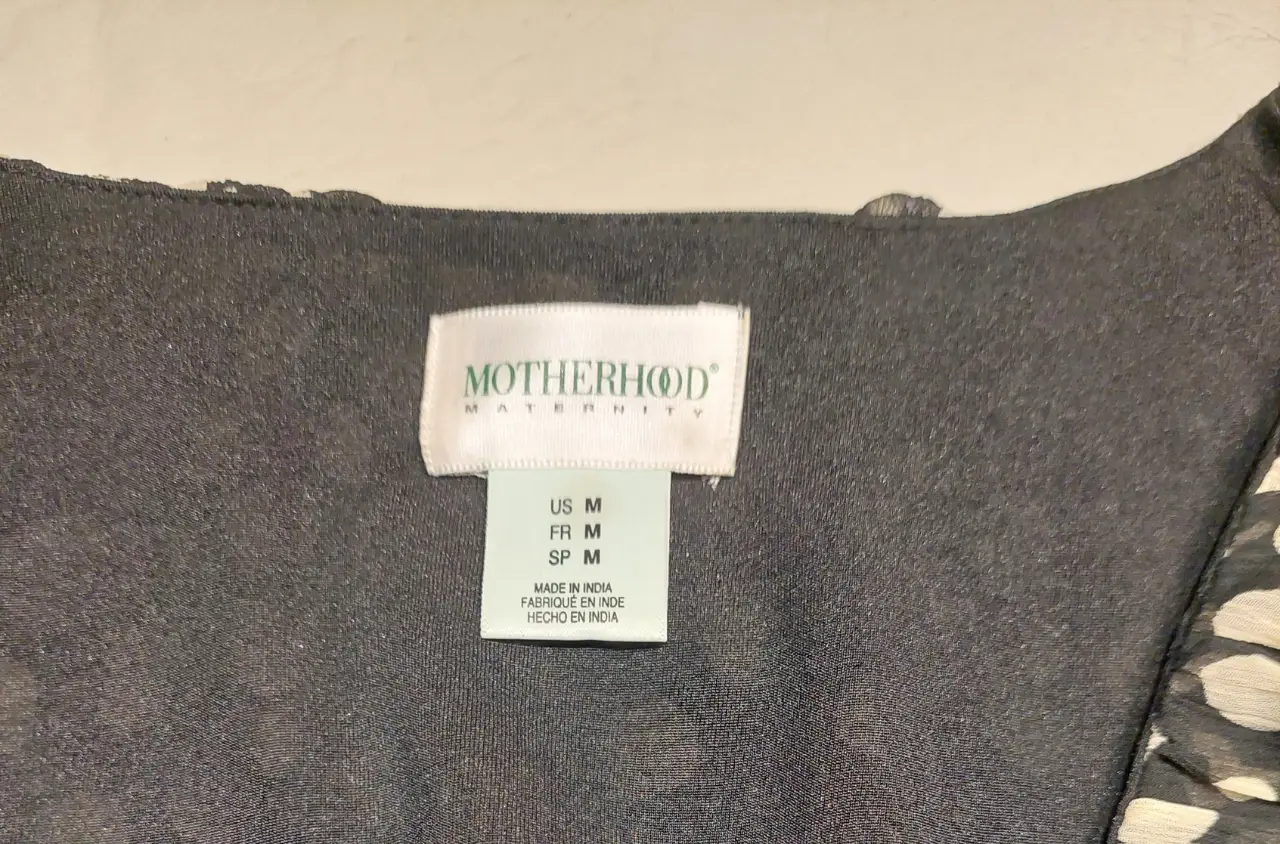 MOTHERHOOD®
MATERNITY
US M
FR M
SP M
MADE IN INDIA
FABRIQUÉ EN INDE
HECHO EN INDIA